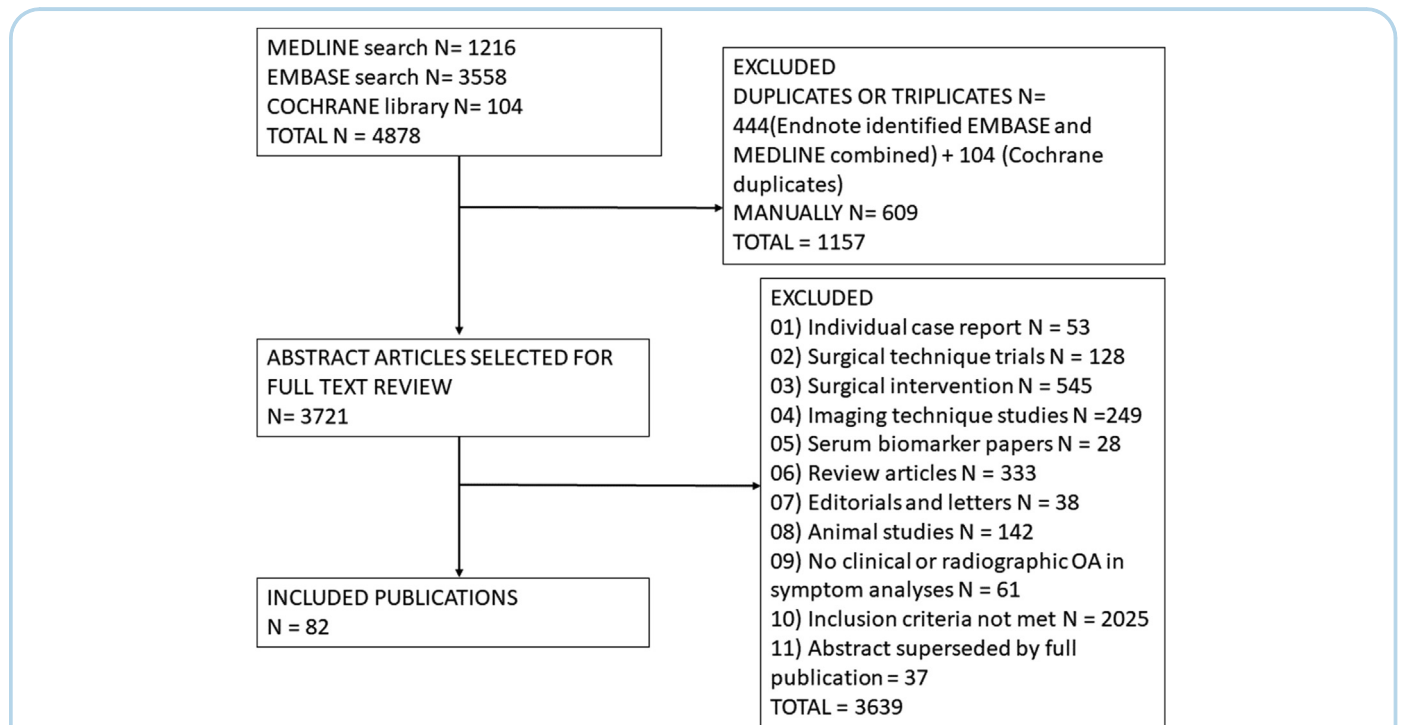 MEDLINE search N= 1216
EMBASE search N= 3558
COCHRANE library N= 104
TOTAL N = 4878
EXCLUDED
DUPLICATES OR TRIPLICATES N=
444(Endnote identified EMBASE and
MEDLINE combined) + 104 (Cochrane
duplicates)
MANUALLY N= 609
TOTAL = 1157
ABSTRACT ARTICLES SELECTED FOR
FULL TEXT REVIEW
N= 3721
EXCLUDED
01) Individual case report N = 53
02) Surgical technique trials N = 128
03) Surgical intervention N = 545
04) Imaging technique studies N =249
05) Serum biomarker papers N = 28
06) Review articles N = 333
07) Editorials and letters N = 38
08) Animal studies N = 142
09) No clinical or radiographic OA in
symptom analyses N = 61
10) Inclusion criteria not met N = 2025
11) Abstract superseded by full
publication = 37
TOTAL = 3639
INCLUDED PUBLICATIONS
N = 82